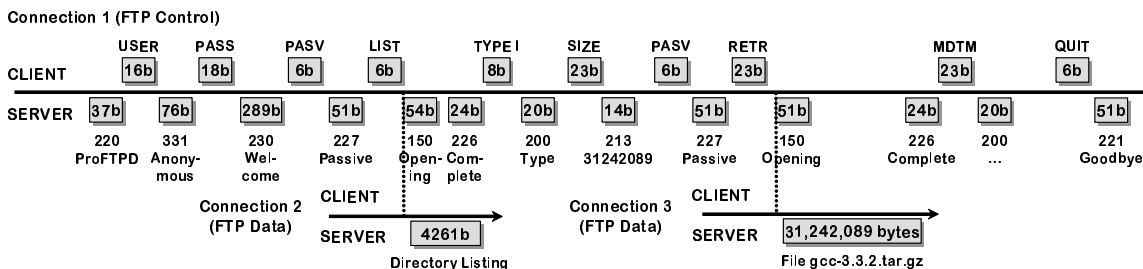 Connection 1 (FTP Control)
USER PASS PASV LIST TYPE I SIZE PASV RETR MDTM QUIT
CLIENT 16b 18b 6b 6b 8b 23b 6b 23b 23b 6b
SERVER 37b 76b 289b 51b 54b 24b 20b 14b 51b 51b 24b 20b 51b
220 331 230 227 150 226 200 213 227 150 226 200 221
ProFTPD Anony- Wel- Passive Open- Com- Type 31242089 Passive Opening Complete ... Goodbye
mous come ing plete
CLIENT
Connection 2
(FTP Data)
SERVER 4261b
Directory Listing
CLIENT
Connection 3
(FTP Data)
SERVER 31,242,089 bytes
File gcc-3.3.2.tar.gz